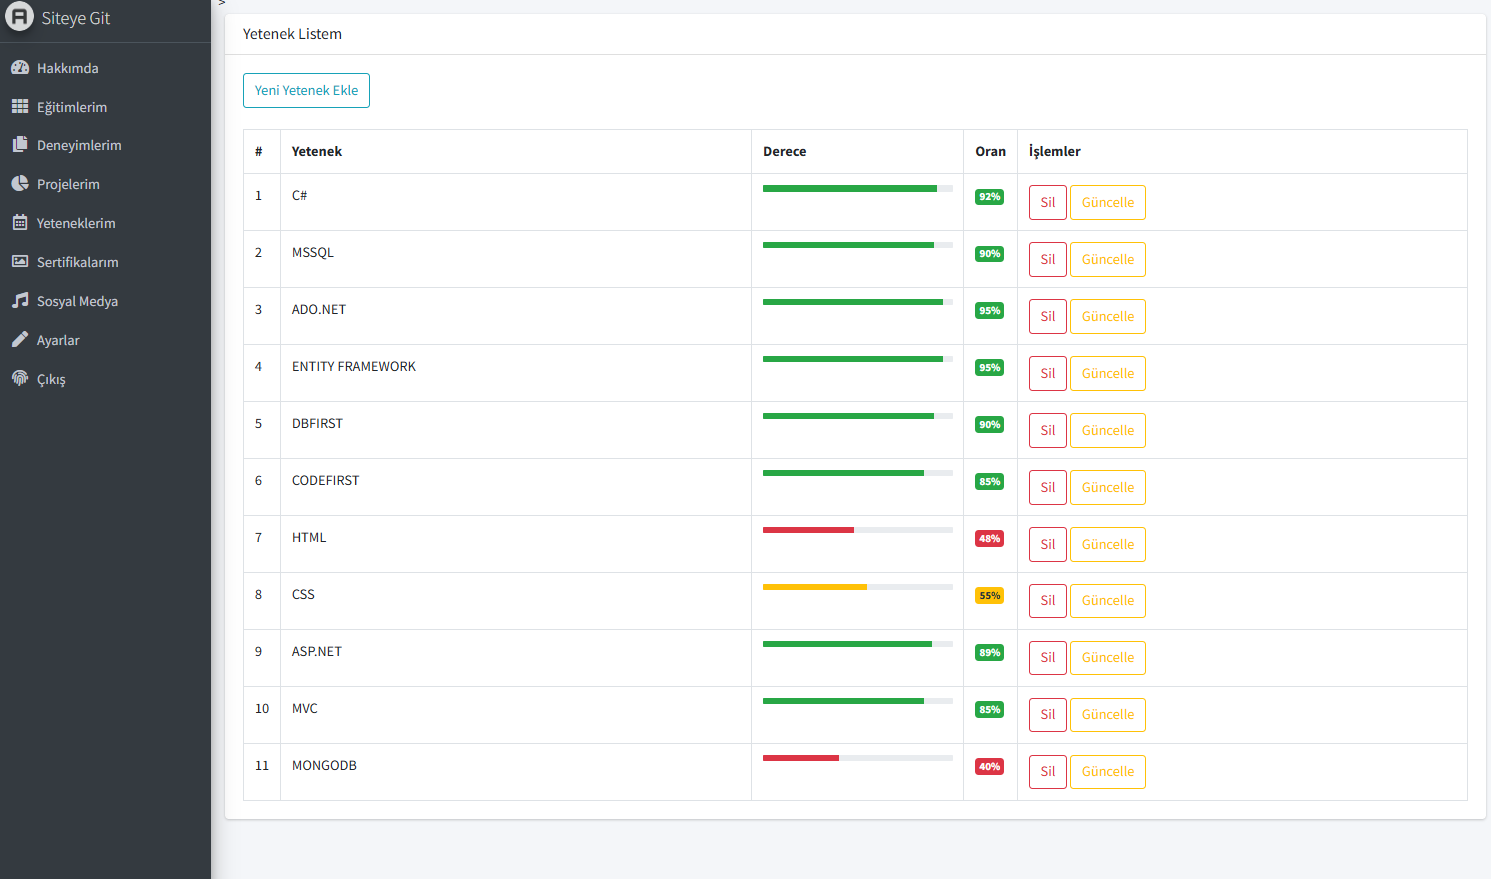 >
Siteye Git
Hakkımda
Eğitimlerim
Deneyimlerim
Projelerim
Yeteneklerim
Sertifikalarım
Sosyal Medya
Ayarlar
Çıkış
Yetenek Listem
Yeni Yetenek Ekle
# Yetenek Derece Oran İşlemler
1 C# 92% Sil Güncelle
2 MSSQL 90% Sil Güncelle
3 ADO.NET 95% Sil Güncelle
4 ENTITY FRAMEWORK 95% Sil Güncelle
5 DBFIRST 90% Sil Güncelle
6 CODEFIRST 85% Sil Güncelle
7 HTML 48% Sil Güncelle
8 CSS 55% Sil Güncelle
9 ASP.NET 89% Sil Güncelle
10 MVC 85% Sil Güncelle
11 MONGODB 40% Sil Güncelle